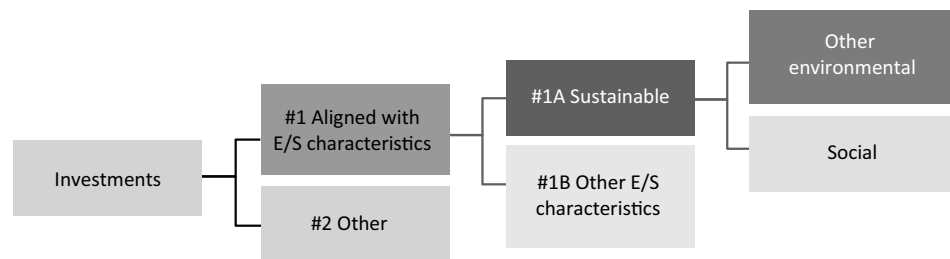 Investments
#1 Aligned with
E/S characteristics
#2 Other
#1A Sustainable
#1B Other E/S
characteristics
Other
environmental
Social